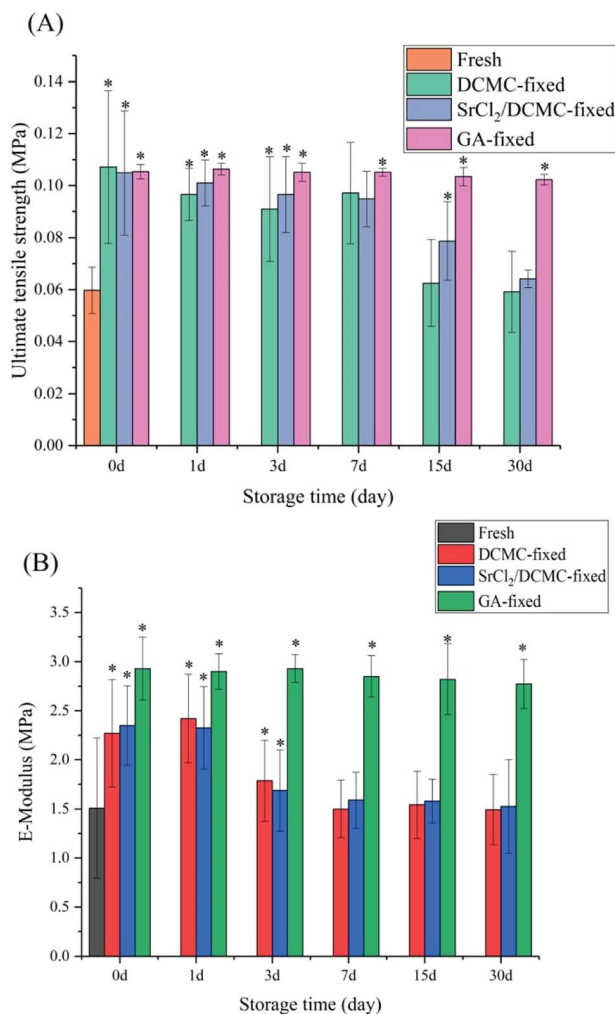 (A)
Fresh
DCMC-fixed
SrCl₂/DCMC-fixed
GA-fixed
0.14
0.12
0.10
0.08
0.06
0.04
0.02
0.00
Ultimate tensile strength (MPa)
* * *
* * *
* * *
*
* *
*
0d 1d 3d 7d 15d 30d
Storage time (day)
(B)
Fresh
DCMC-fixed
SrCl₂/DCMC-fixed
GA-fixed
3.5
3.0
2.5
2.0
1.5
1.0
0.5
0.0
E-Modulus (MPa)
* * *
* * *
* * *
*
*
*
0d 1d 3d 7d 15d 30d
Storage time (day)